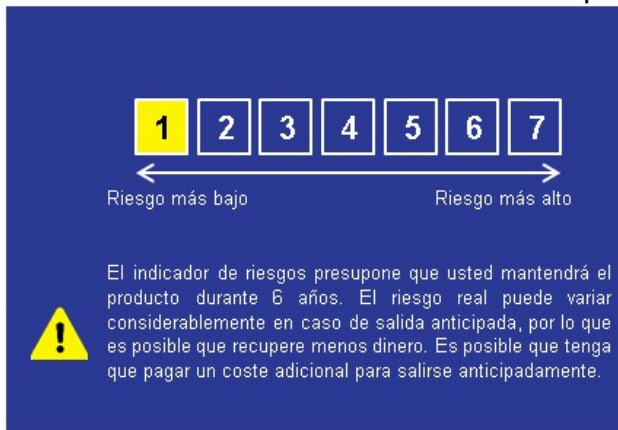 1 2 3 4 5 6 7
Riesgo más bajo Riesgo más alto
El indicador de riesgos presupone que usted mantendrá el
producto durante 6 años. El riesgo real puede variar
considerablemente en caso de salida anticipada, por lo que
es posible que recupere menos dinero. Es posible que tenga
que pagar un coste adicional para salirse anticipadamente.